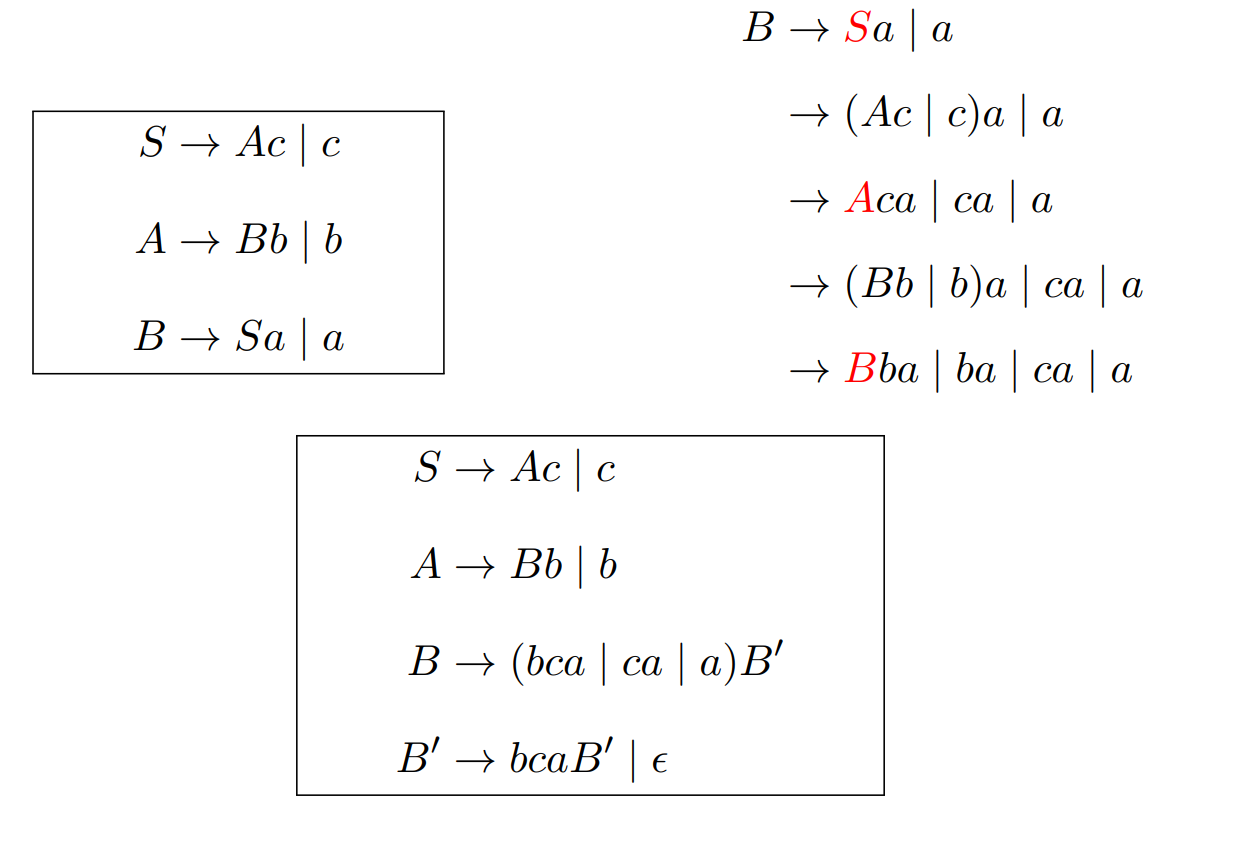 S → Ac | c
A → Bb | b
B → Sa | a
B → Sa | a
→ (Ac | c)a | a
→ Aca | ca | a
→ (Bb | b)a | ca | a
→ Bba | ba | ca | a
S → Ac | c
A → Bb | b
B → (bca | ca | a)B′
B′ → bcaB′ | ϵ